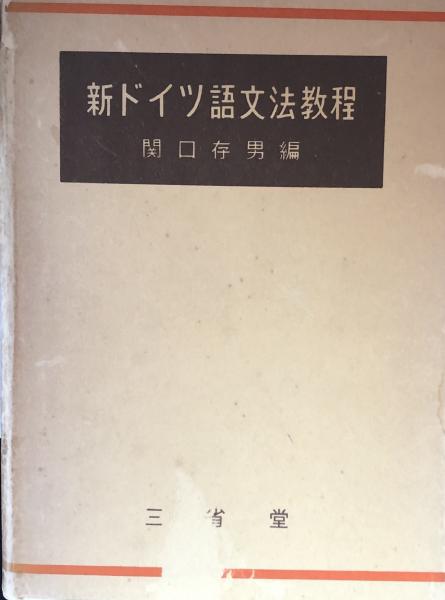 新ドイツ語文法教程
関口存男編
三省堂